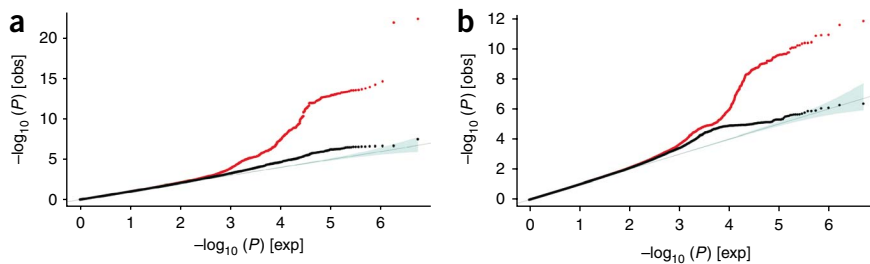 a
b
–log10 (P) [obs]
20
15
10
5
0
0 1 2 3 4 5 6
–log10 (P) [exp]
–log10 (P) [obs]
12
10
8
6
4
2
0
0 1 2 3 4 5 6
–log10 (P) [exp]